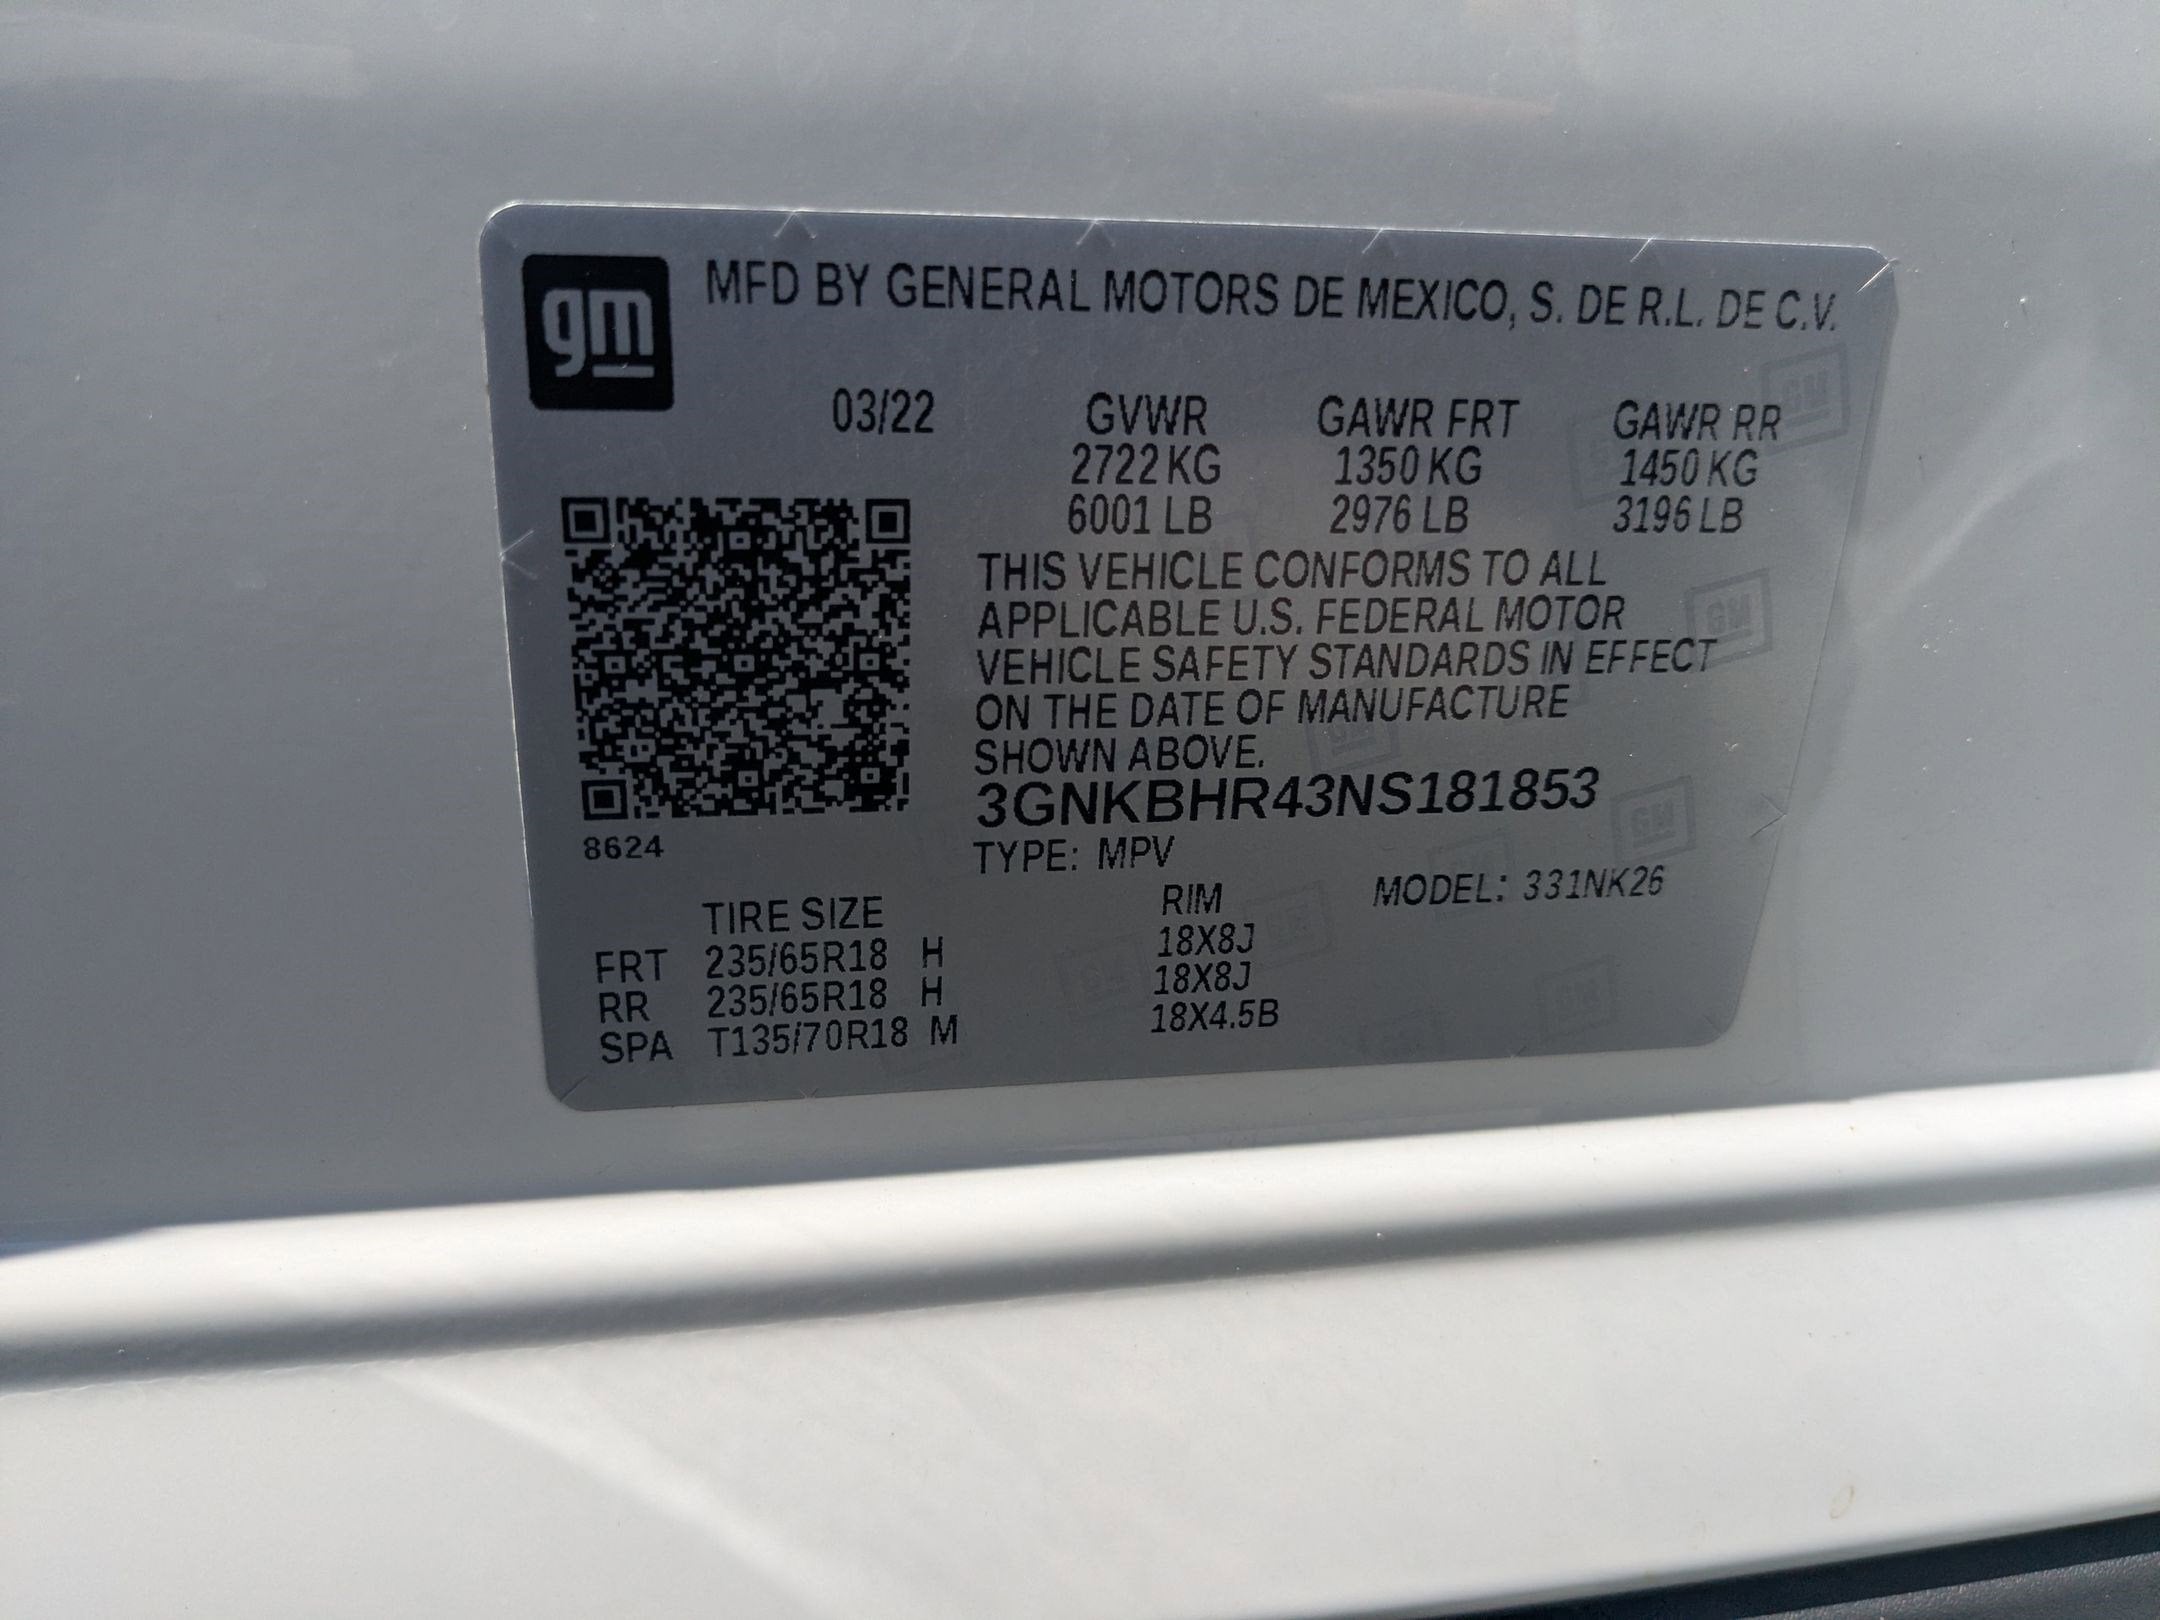 gm MFD BY GENERAL MOTORS DE MEXICO, S. DE R.L. DE C.V.
03/22 GVWR GAWR FRT GAWR RR
2722 KG 1350 KG 1450 KG
6001 LB 2976 LB 3196 LB
THIS VEHICLE CONFORMS TO ALL
APPLICABLE U.S. FEDERAL MOTOR
VEHICLE SAFETY STANDARDS IN EFFECT
ON THE DATE OF MANUFACTURE
SHOWN ABOVE.
3GNKBHR43NS181853
8624
TYPE: MPV
MODEL: 331NK26
TIRE SIZE RIM
FRT 235/65R18 H 18X8J
RR 235/65R18 H 18X8J
SPA T135/70R18 M 18X4.5B